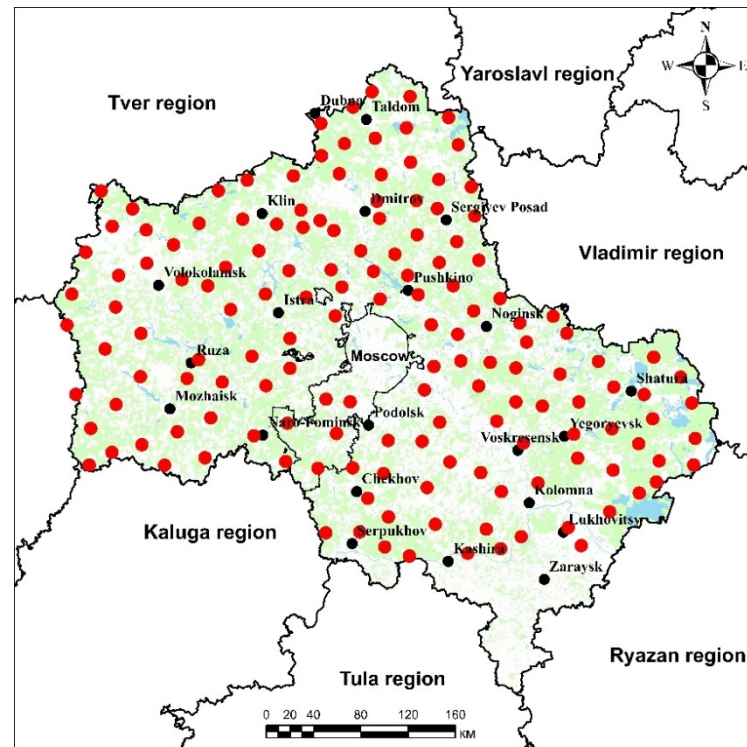 N
Yaroslavl region
W
E
S
Tver region
Dubna
Taldom
Klin
Dmitrov
Sergiyev Posad
Vladimir region
Volokolamsk
Pushkino
Istra
Noginsk
Moscow
Ruza
Shatura
Mozhaisk
Naro-Fominsk
Podolsk
Yegoryevsk
Voskresensk
Chekhov
Kolomna
Kaluga region
Serpukhov
Lukhovitsy
Kashira
Zaraysk
Ryazan region
Tula region
0 20 40 80 120 160
KM